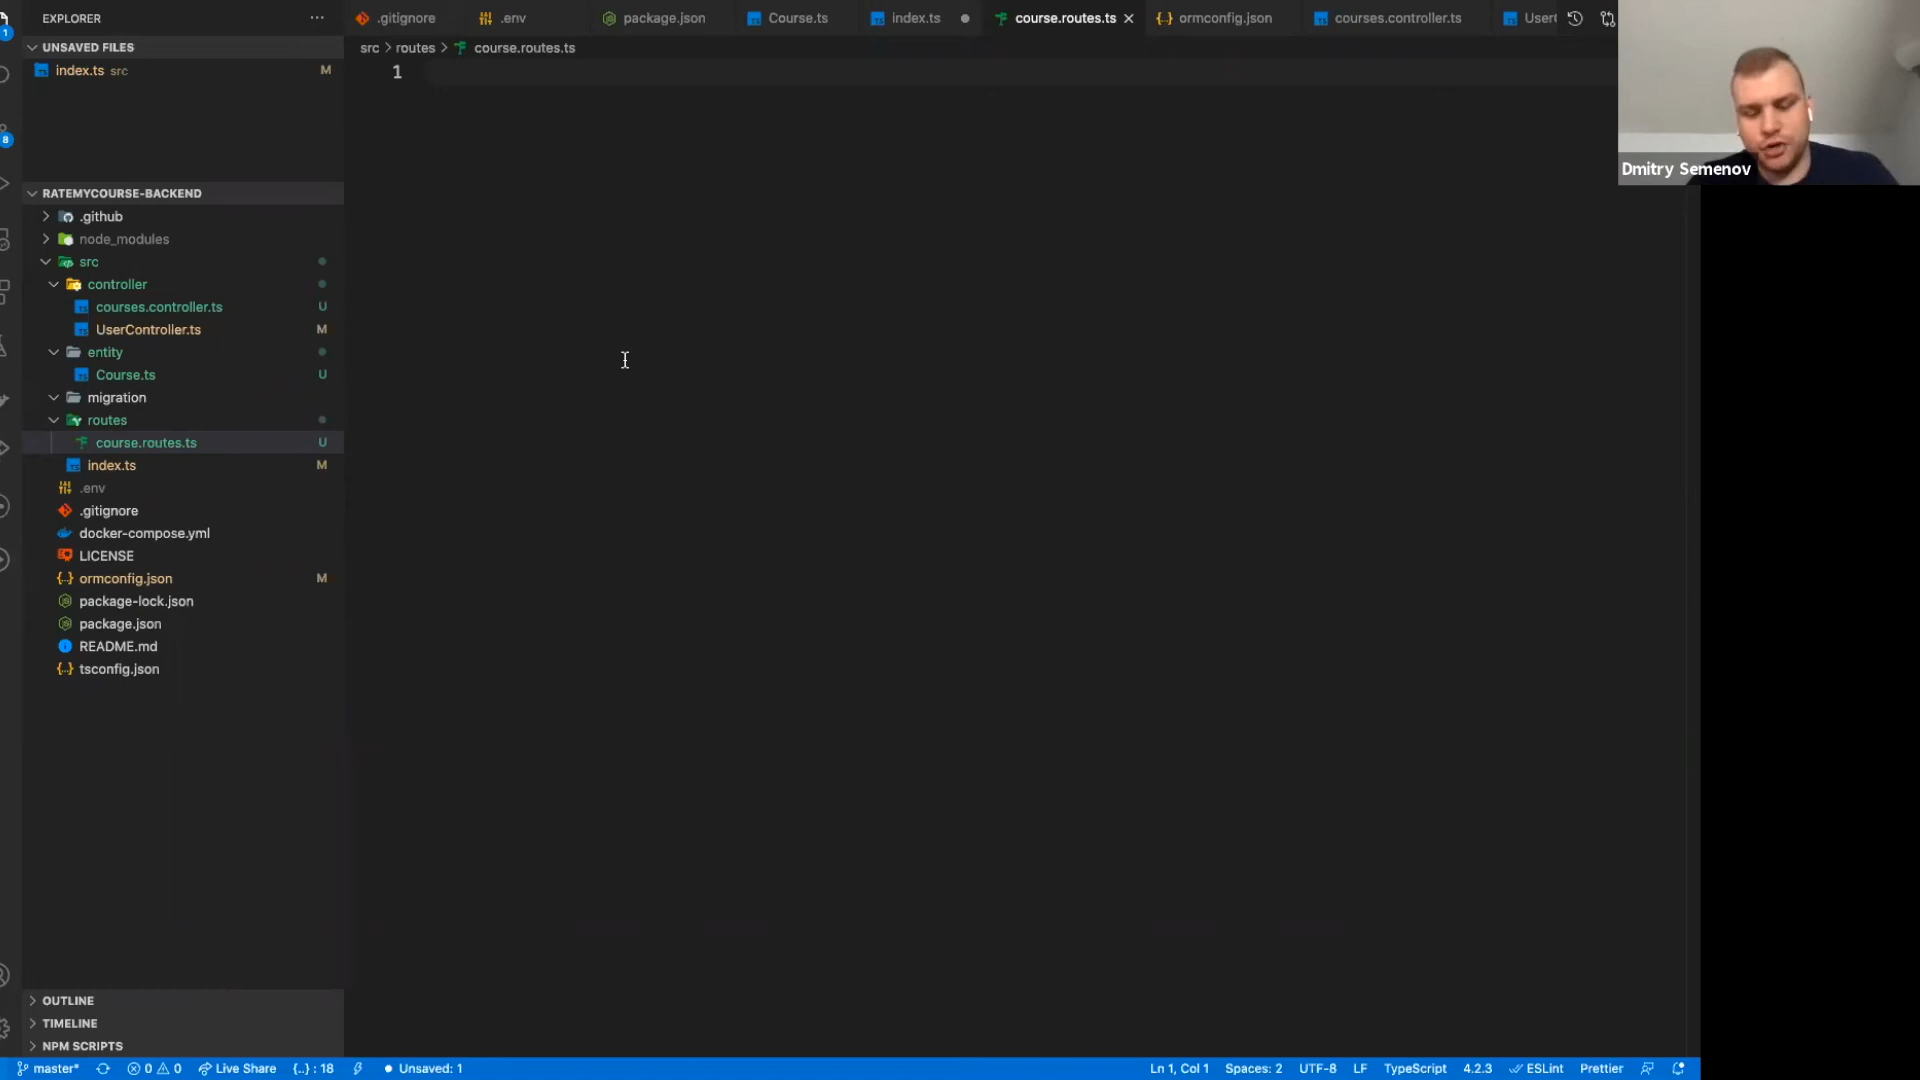 EXPLORER
UNSAVED FILES
index.ts src M
RATEMYCOURSE-BACKEND
.github
node_modules
src
controller
courses.controller.ts U
UserController.ts M
entity
Course.ts U
migration
routes
course.routes.ts U
index.ts M
.env
.gitignore
docker-compose.yml
LICENSE
ormconfig.json M
package-lock.json
package.json
README.md
tsconfig.json
OUTLINE
TIMELINE
NPM SCRIPTS
1
8
.gitignore .env package.json Course.ts index.ts course.routes.ts ormconfig.json courses.controller.ts
src > routes > course.routes.ts
1
Dmitry Semenov
master* 0 0 Live Share {..} : 18 Unsaved: 1 Ln 1, Col 1 Spaces: 2 UTF-8 LF TypeScript 4.2.3 ESLint Prettier